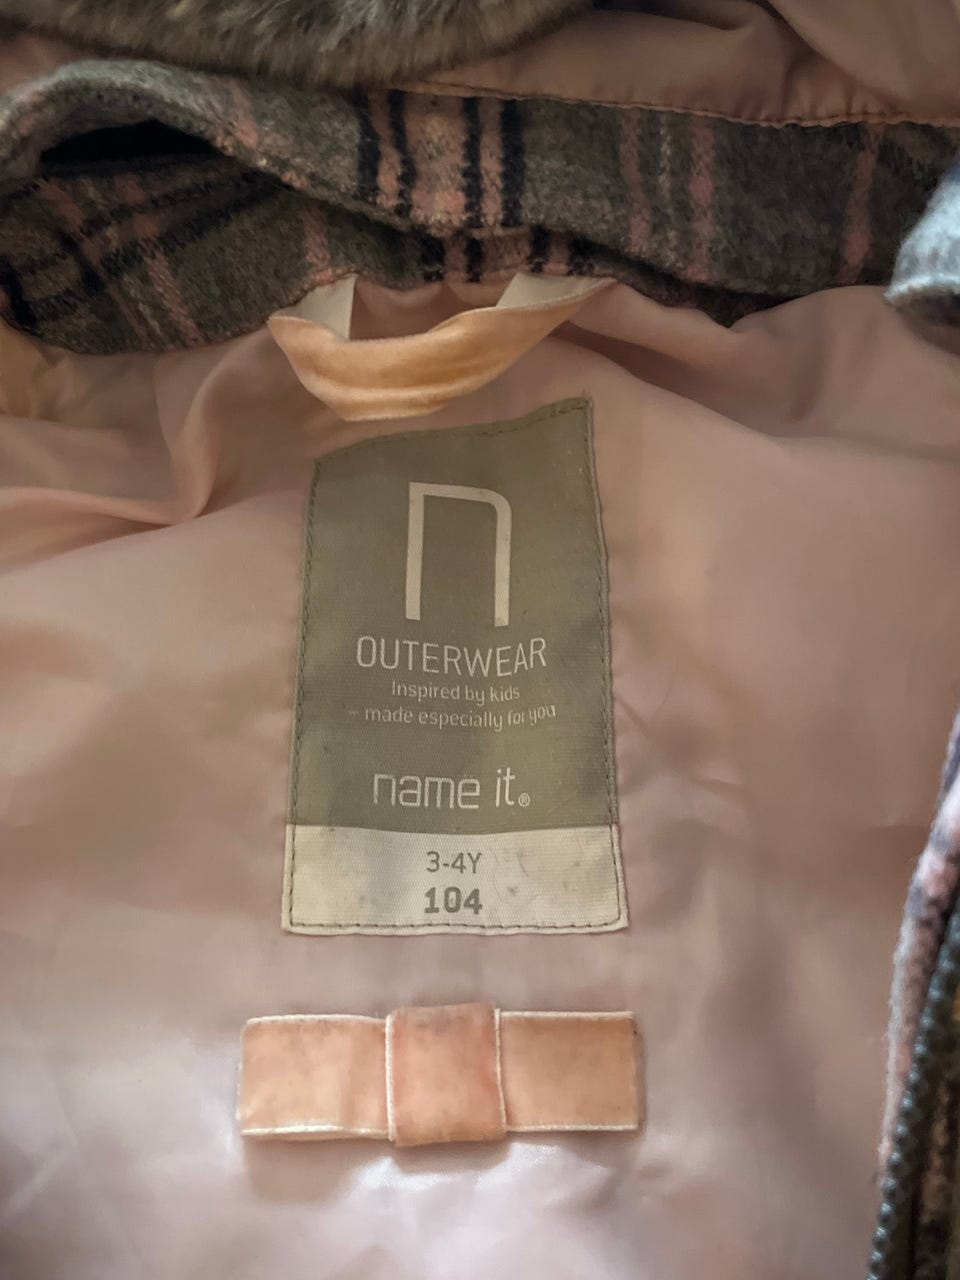 n
OUTERWEAR
Inspired by kids
- made especially for you
name it®
3-4Y
104